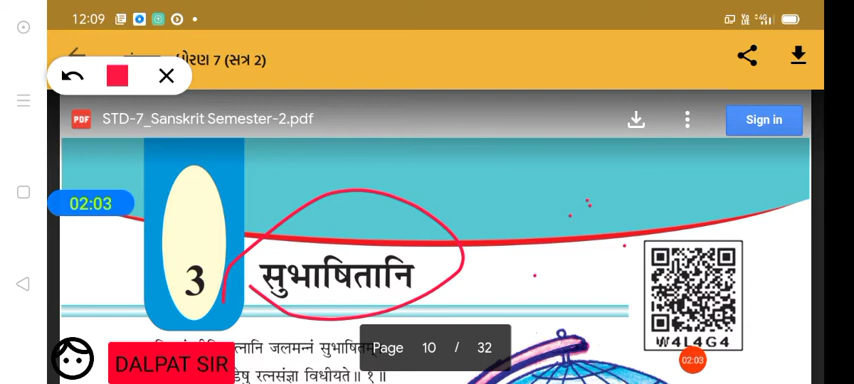 12:09
ધોરણ 7 (સત્ર 2)
PDF STD-7_Sanskrit Semester-2.pdf
Sign in
02:03
3
सुभाषितानि
W4L4G4
02:03
Page 10 / 32
जलमन्नं सुभाषितम्
DALPAT SIR
रत्नसंज्ञा विधीयते ॥ १ ॥